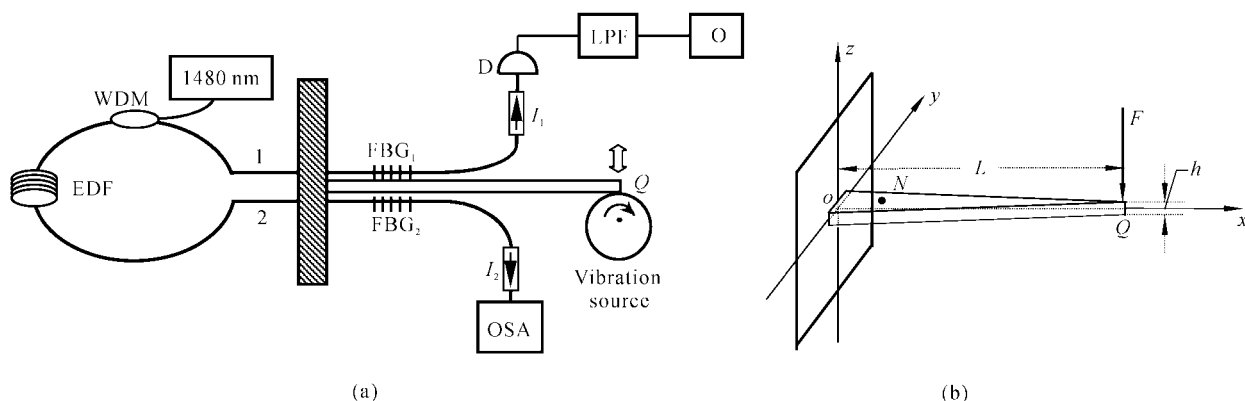 LPF
O
z
1480 nm
D
WDM
y
I₁
F
1
FBG₁
L
EDF
Q
h
N
o
2
FBG₂
Q
x
I₂
Vibration
source
OSA
(a)
(b)